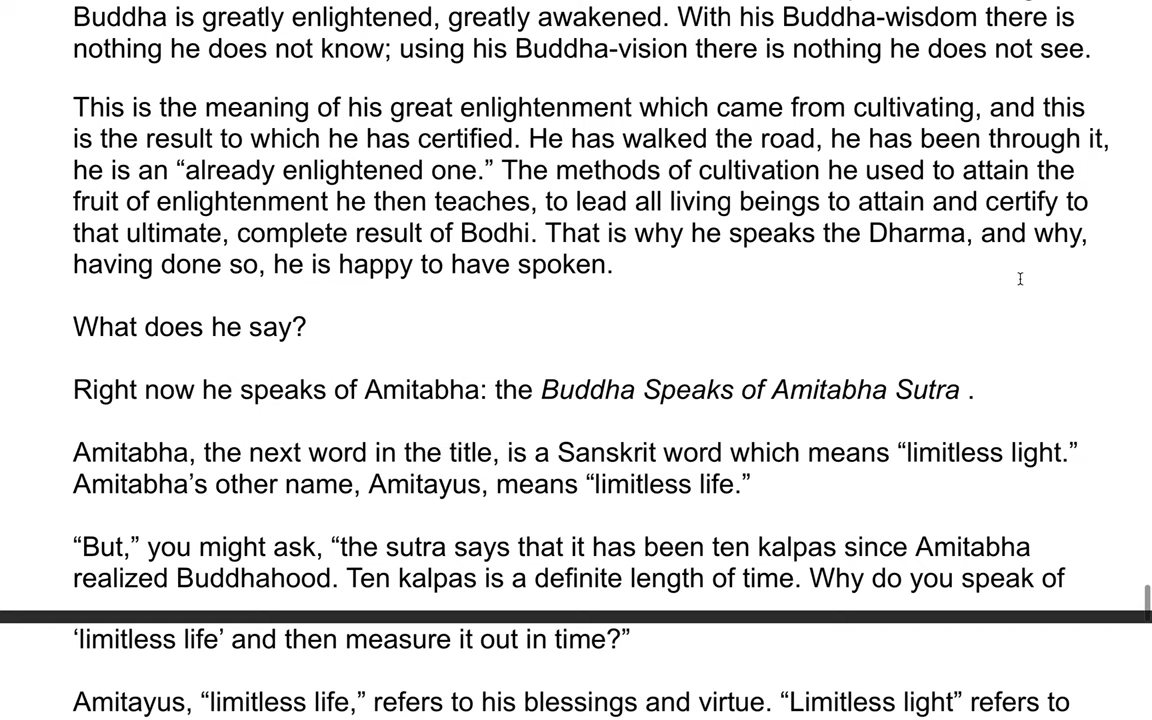 Buddha is greatly enlightened, greatly awakened. With his Buddha-wisdom there is
nothing he does not know; using his Buddha-vision there is nothing he does not see.
This is the meaning of his great enlightenment which came from cultivating, and this
is the result to which he has certified. He has walked the road, he has been through it,
he is an “already enlightened one.” The methods of cultivation he used to attain the
fruit of enlightenment he then teaches, to lead all living beings to attain and certify to
that ultimate, complete result of Bodhi. That is why he speaks the Dharma, and why,
having done so, he is happy to have spoken.
What does he say?
Right now he speaks of Amitabha: the Buddha Speaks of Amitabha Sutra .
Amitabha, the next word in the title, is a Sanskrit word which means “limitless light.”
Amitabha’s other name, Amitayus, means “limitless life.”
“But,” you might ask, “the sutra says that it has been ten kalpas since Amitabha
realized Buddhahood. Ten kalpas is a definite length of time. Why do you speak of
‘limitless life’ and then measure it out in time?”
Amitayus, “limitless life,” refers to his blessings and virtue. “Limitless light” refers to